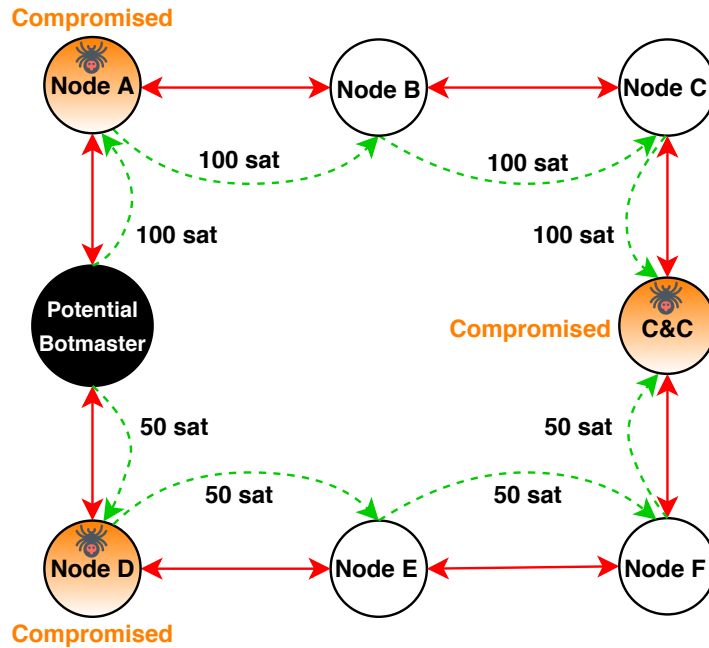 Compromised
Node A
Node B
Node C
100 sat
100 sat
100 sat
100 sat
Potential
Botmaster
Compromised
C&C
50 sat
50 sat
50 sat
50 sat
Node D
Node E
Node F
Compromised